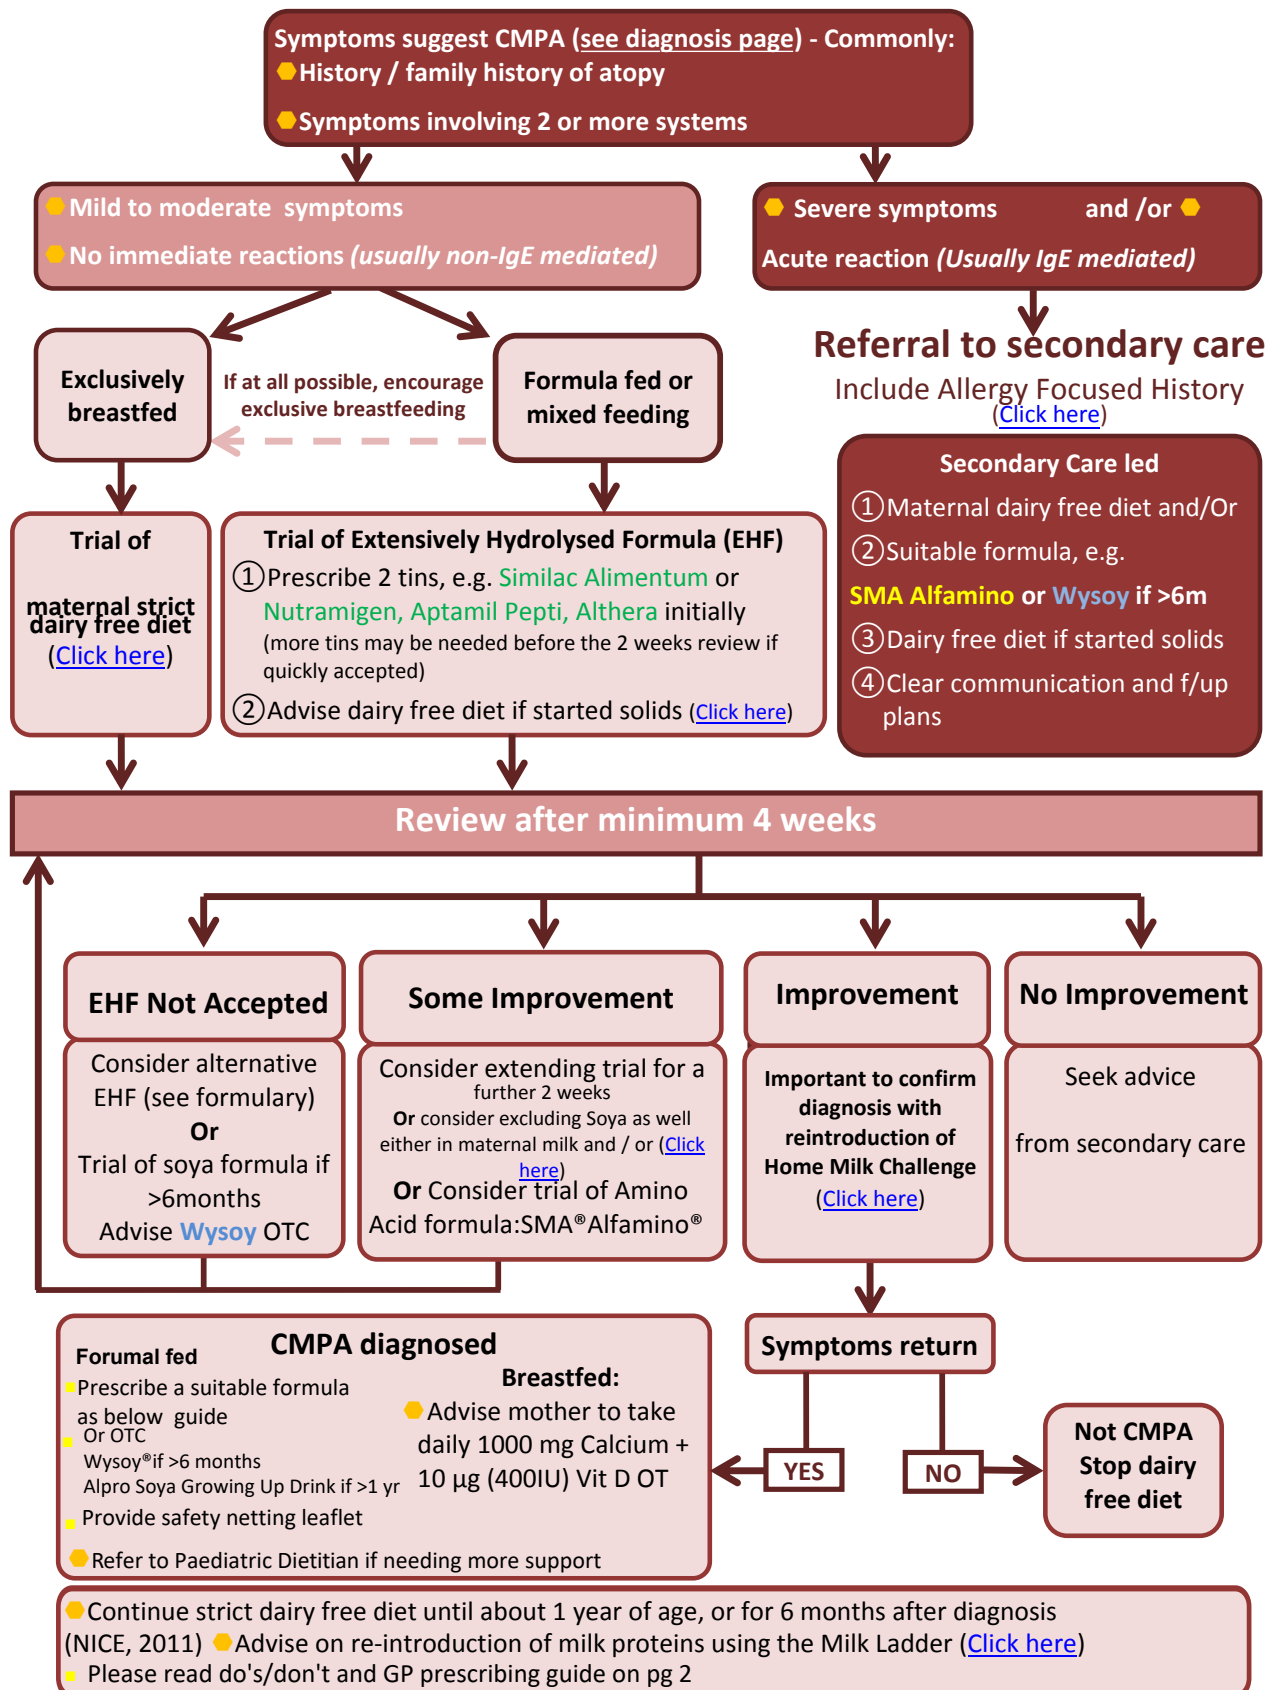 Symptoms suggest CMPA (see diagnosis page) - Commonly:
History / family history of atopy
Symptoms involving 2 or more systems
Mild to moderate symptoms
No immediate reactions (usually non-IgE mediated)
Severe symptoms and /or
Acute reaction (Usually IgE mediated)
Exclusively
breastfed
If at all possible, encourage
exclusive breastfeeding
Formula fed or
mixed feeding
Referral to secondary care
Include Allergy Focused History
(Click here)
Trial of
maternal strict
dairy free diet
(Click here)
Trial of Extensively Hydrolysed Formula (EHF)
①Prescribe 2 tins, e.g. Similac Alimentum or
Nutramigen, Aptamil Pepti, Althera initially
(more tins may be needed before the 2 weeks review if
quickly accepted)
②Advise dairy free diet if started solids (Click here)
Secondary Care led
①Maternal dairy free diet and/Or
②Suitable formula, e.g.
SMA Alfamino or Wysoy if >6m
③Dairy free diet if started solids
④Clear communication and f/up
plans
Review after minimum 4 weeks
EHF Not Accepted
Consider alternative
EHF (see formulary)
Or
Trial of soya formula if
>6months
Advise Wysoy OTC
Some Improvement
Consider extending trial for a
further 2 weeks
Or consider excluding Soya as well
either in maternal milk and / or (Click
here)
Or Consider trial of Amino
Acid formula:SMA®Alfamino®
Improvement
Important to confirm
diagnosis with
reintroduction of
Home Milk Challenge
(Click here)
No Improvement
Seek advice
from secondary care
Symptoms return
YES
NO
Not CMPA
Stop dairy
free diet
CMPA diagnosed
Forumal fed
Prescribe a suitable formula
as below guide
Or OTC
Wysoy®if >6 months
Alpro Soya Growing Up Drink if >1 yr
Provide safety netting leaflet
Refer to Paediatric Dietitian if needing more support
Breastfed:
Advise mother to take
daily 1000 mg Calcium +
10 µg (400IU) Vit D OT
Continue strict dairy free diet until about 1 year of age, or for 6 months after diagnosis
(NICE, 2011) Advise on re-introduction of milk proteins using the Milk Ladder (Click here)
Please read do's/don't and GP prescribing guide on pg 2